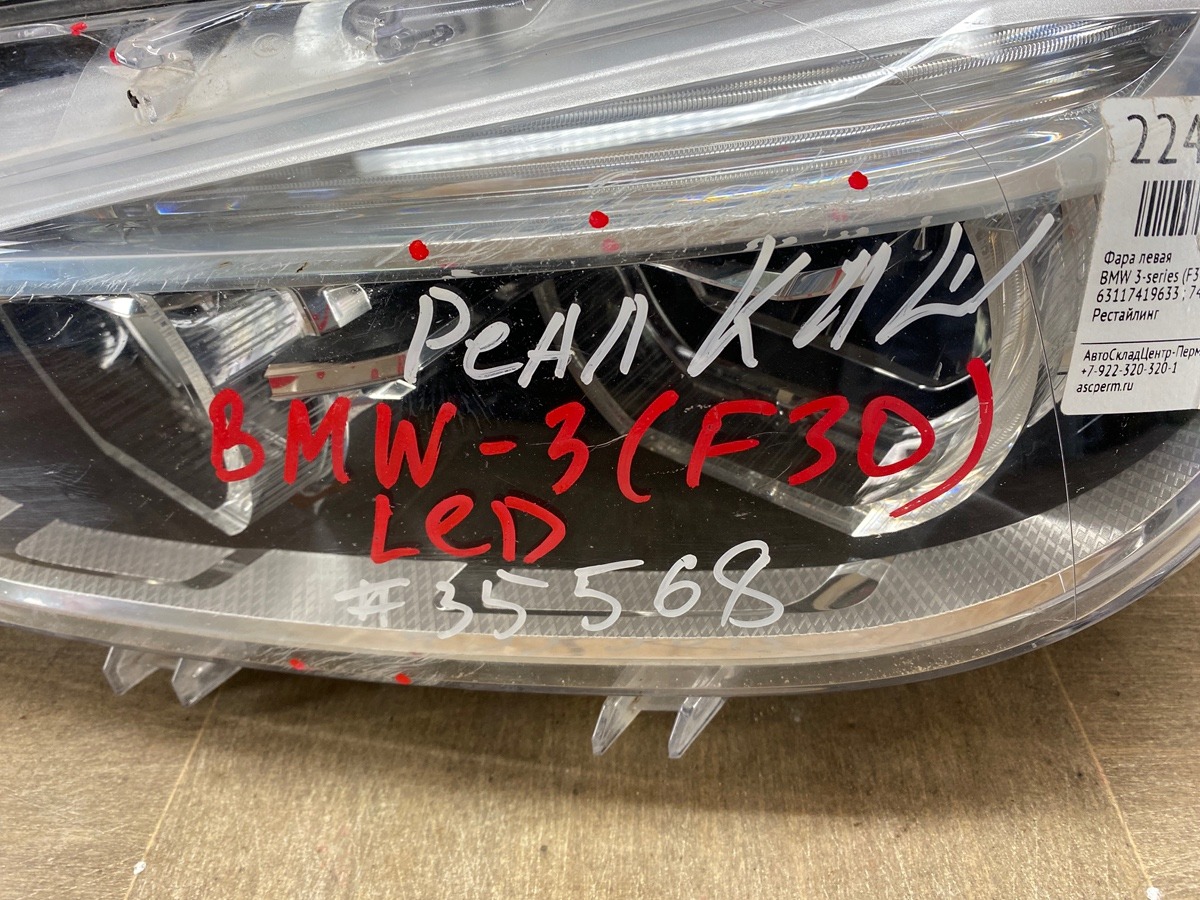 224
Фара левая
BMW 3-series (F3
63117419633 ; 74
Рестайлинг
АвтоСкладЦентр-Перм
+7-922-320-320-1
ascperm.ru
Реал
BMW-3(F30)
LeD
#35568